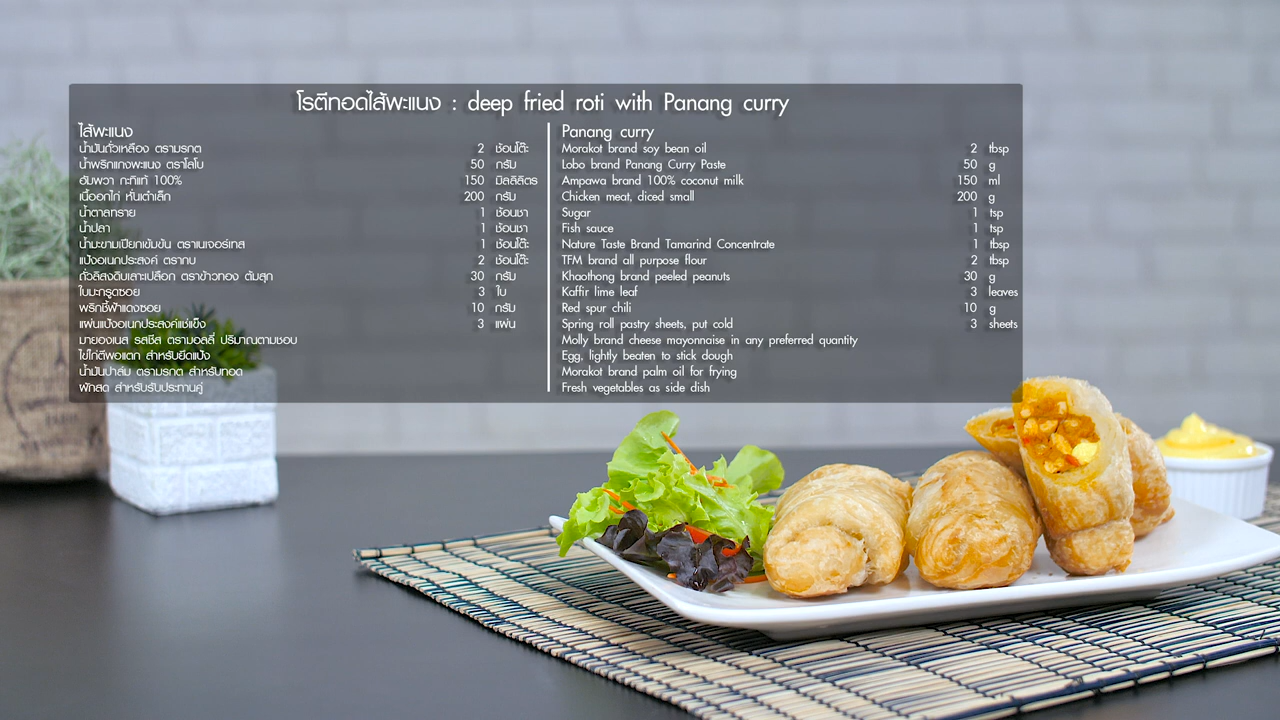 โรตีทอดไส้พะแนง : deep fried roti with Panang curry
ไส้พะแนง
น้ำมันถั่วเหลือง ตรามรกต 2 ช้อนโต๊ะ
น้ำพริกแกงพะแนง ตราโลโบ 50 กรัม
อัมพวา กะทิแท้ 100% 150 มิลลิลิตร
เนื้ออกไก่ หั่นเต๋าเล็ก 200 กรัม
น้ำตาลทราย 1 ช้อนชา
น้ำปลา 1 ช้อนชา
น้ำมะขามเปียกเข้มข้น ตราเนเจอร์เทส 1 ช้อนโต๊ะ
แป้งอเนกประสงค์ ตรากบ 2 ช้อนโต๊ะ
ถั่วลิสงดิบเลาะเปลือก ตราข้าวทอง ต้มสุก 30 กรัม
ใบมะกรูดซอย 3 ใบ
พริกชี้ฟ้าแดงซอย 10 กรัม
แผ่นแป้งอเนกประสงค์แช่แข็ง 3 แผ่น
มายองเนส รสชีส ตรามอลลี่ ปริมาณตามชอบ
ไข่ไก่ตีพอแตก สำหรับยึดแป้ง
น้ำมันปาล์ม ตรามรกต สำหรับทอด
ผักสด สำหรับรับประทานคู่
Panang curry
Morakot brand soy bean oil 2 tbsp
Lobo brand Panang Curry Paste 50 g
Ampawa brand 100% coconut milk 150 ml
Chicken meat, diced small 200 g
Sugar 1 tsp
Fish sauce 1 tsp
Nature Taste Brand Tamarind Concentrate 1 tbsp
TFM brand all purpose flour 2 tbsp
Khaothong brand peeled peanuts 30 g
Kaffir lime leaf 3 leaves
Red spur chili 10 g
Spring roll pastry sheets, put cold 3 sheets
Molly brand cheese mayonnaise in any preferred quantity
Egg, lightly beaten to stick dough
Morakot brand palm oil for frying
Fresh vegetables as side dish